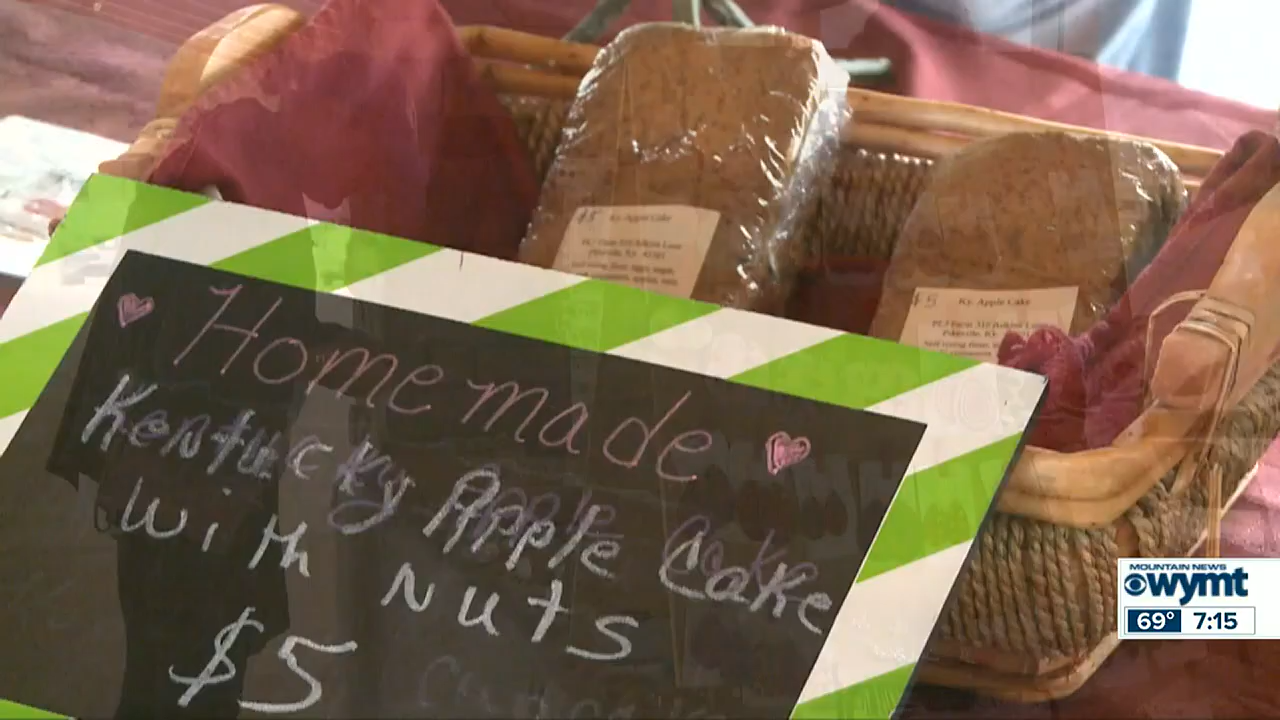 $5 Ky. Apple Cake
$5 Ky. Apple Cake
Homemade
Kentucky Apple Cake
With Nuts
$5
MOUNTAIN NEWS
wymt
69° 7:15